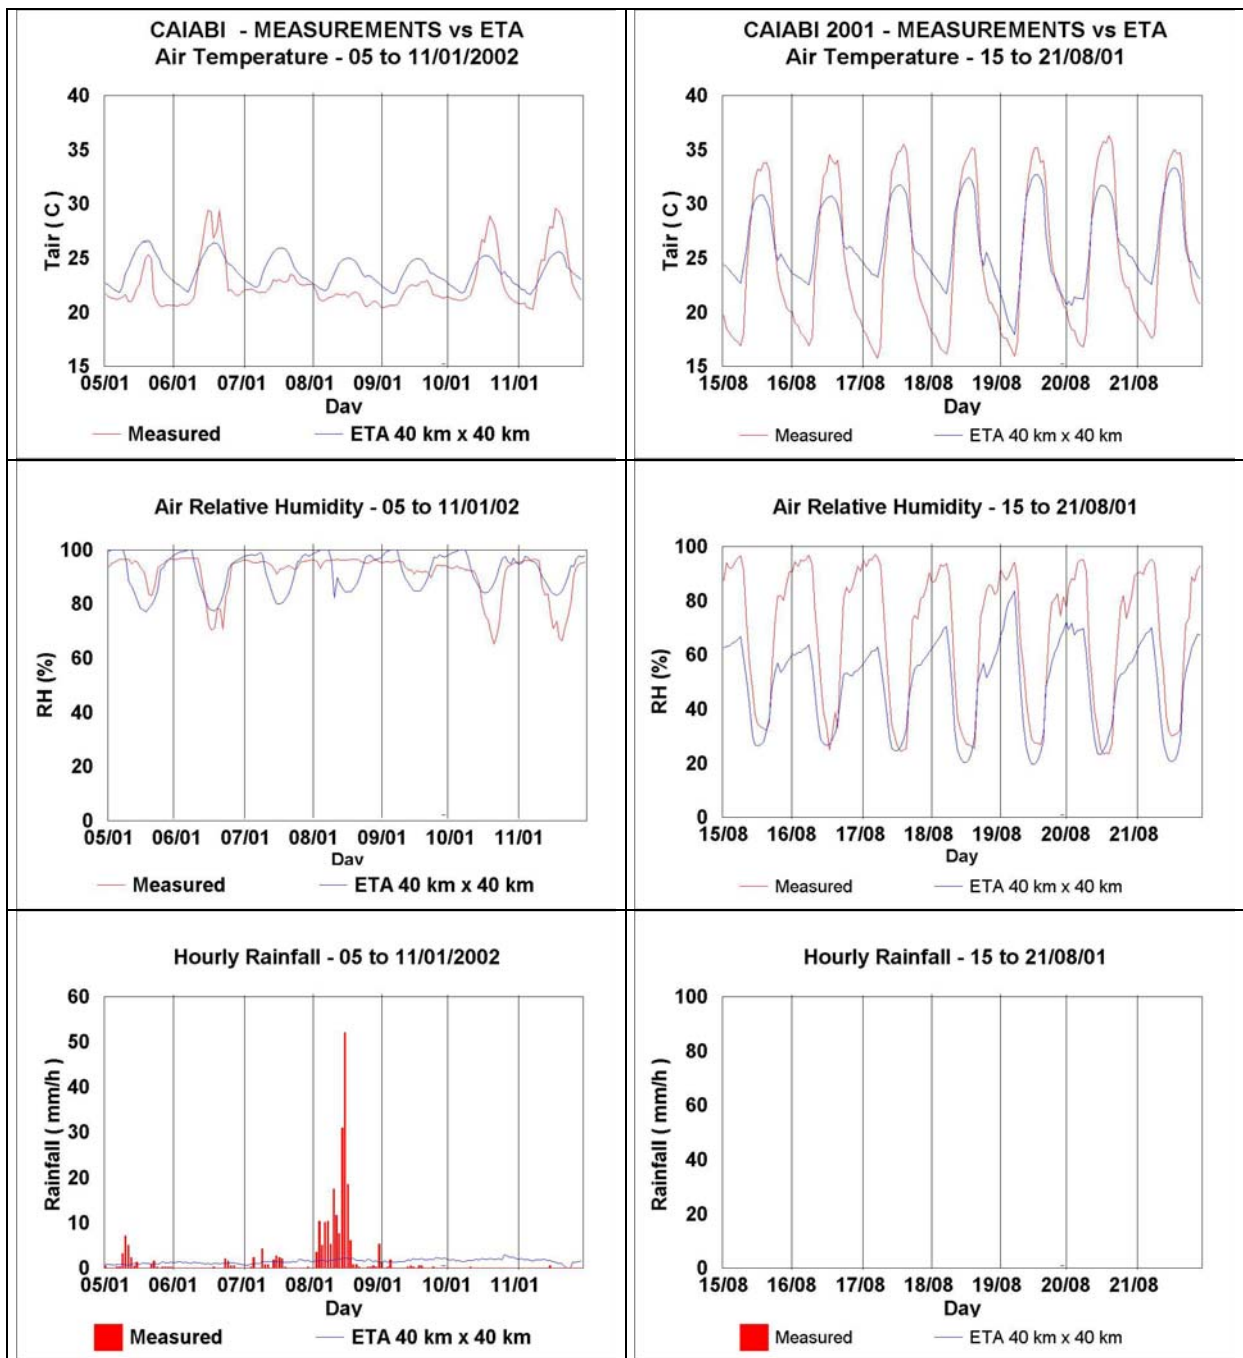 CAIABI - MEASUREMENTS vs ETA
Air Temperature - 05 to 11/01/2002
40
35
30
25
20
15
Tair ( C )
05/01 06/01 07/01 08/01 09/01 10/01 11/01
Day
Measured ETA 40 km x 40 km
CAIABI 2001 - MEASUREMENTS vs ETA
Air Temperature - 15 to 21/08/01
40
35
30
25
20
15
Tair ( C )
15/08 16/08 17/08 18/08 19/08 20/08 21/08
Day
Measured ETA 40 km x 40 km
Air Relative Humidity - 05 to 11/01/02
100
80
60
40
20
0
RH (%)
05/01 06/01 07/01 08/01 09/01 10/01 11/01
Day
Measured ETA 40 km x 40 km
Air Relative Humidity - 15 to 21/08/01
100
80
60
40
20
0
RH (%)
15/08 16/08 17/08 18/08 19/08 20/08 21/08
Day
Measured ETA 40 km x 40 km
Hourly Rainfall - 05 to 11/01/2002
60
50
40
30
20
10
0
Rainfall ( mm/h )
05/01 06/01 07/01 08/01 09/01 10/01 11/01
Day
Measured ETA 40 km x 40 km
Hourly Rainfall - 15 to 21/08/01
100
80
60
40
20
0
Rainfall ( mm/h )
15/08 16/08 17/08 18/08 19/08 20/08 21/08
Day
Measured ETA 40 km x 40 km